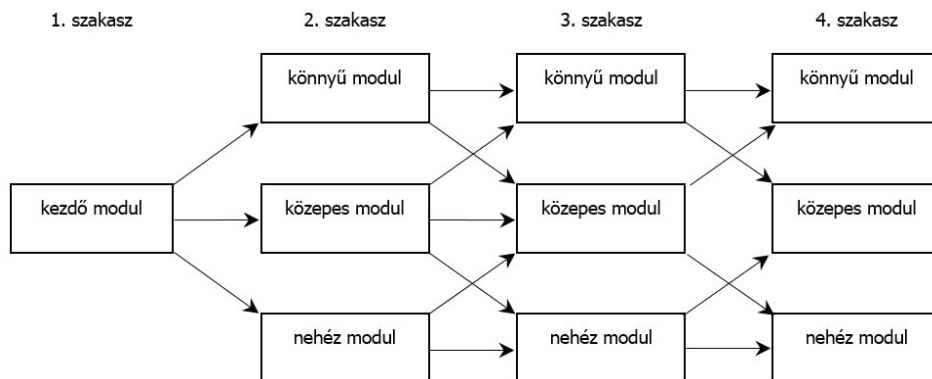 1. szakasz 2. szakasz 3. szakasz 4. szakasz
könnyű modul könnyű modul könnyű modul
kezdő modul közepes modul közepes modul közepes modul
nehéz modul nehéz modul nehéz modul